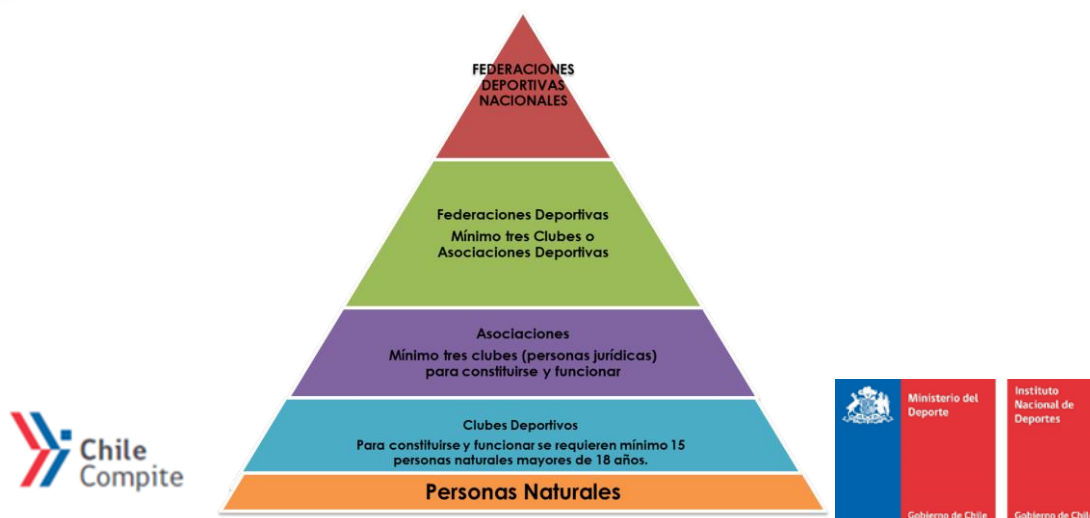 FEDERACIONES
DEPORTIVAS
NACIONALES
Federaciones Deportivas
Mínimo tres Clubes o
Asociaciones Deportivas
Asociaciones
Mínimo tres clubes (personas jurídicas)
para constituirse y funcionar
Clubes Deportivos
Para constituirse y funcionar se requieren mínimo 15
personas naturales mayores de 18 años.
Personas Naturales
Chile
Compite
Ministerio del
Deporte
Gobierno de Chile
Instituto
Nacional de
Deportes
Gobierno de Chile